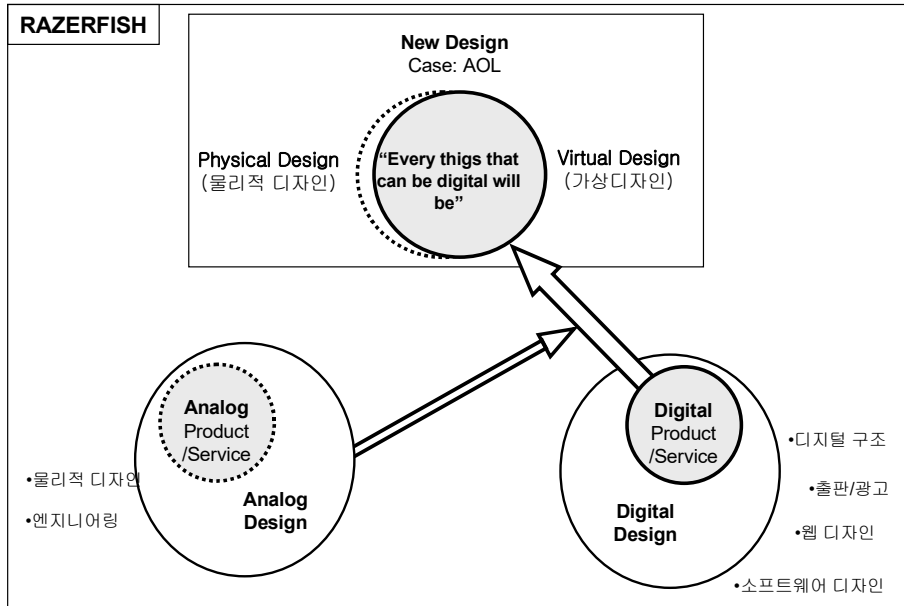 RAZERFISH
New Design
Case: AOL
Physical Design
(물리적 디자인)
“Every thigs that
can be digital will
be”
Virtual Design
(가상디자인)
Analog
Product
/Service
Analog
Design
•물리적 디자인
•엔지니어링
Digital
Product
/Service
Digital
Design
•디지털 구조
•출판/광고
•웹 디자인
•소프트웨어 디자인